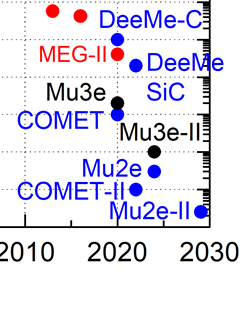 DeeMe-C
MEG-II
DeeMe
SiC
Mu3e
COMET
Mu3e-II
Mu2e
COMET-II
Mu2e-II
2010 2020 2030